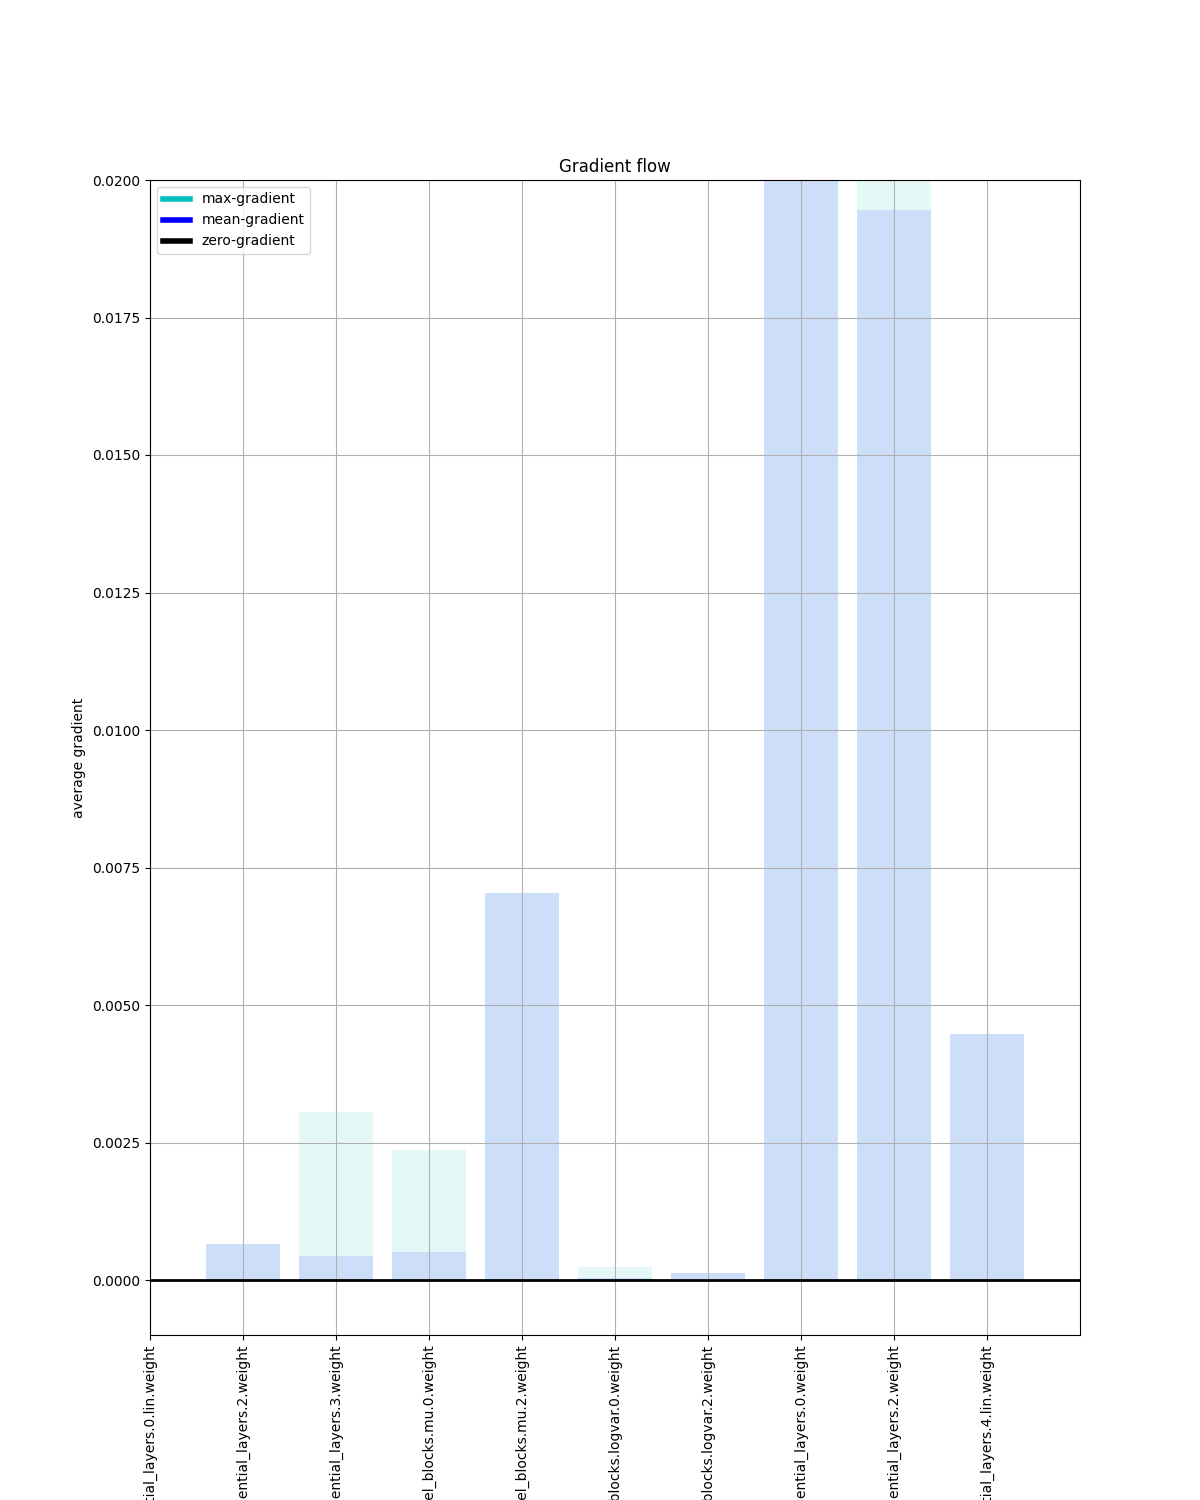 Gradient flow
max-gradient
mean-gradient
zero-gradient
0.0200
0.0175
0.0150
0.0125
0.0100
0.0075
0.0050
0.0025
0.0000
average gradient
tial_layers.0.lin.weight
ential_layers.2.weight
ential_layers.3.weight
el_blocks.mu.0.weight
el_blocks.mu.2.weight
blocks.logvar.0.weight
blocks.logvar.2.weight
ential_layers.0.weight
ential_layers.2.weight
tial_layers.4.lin.weight